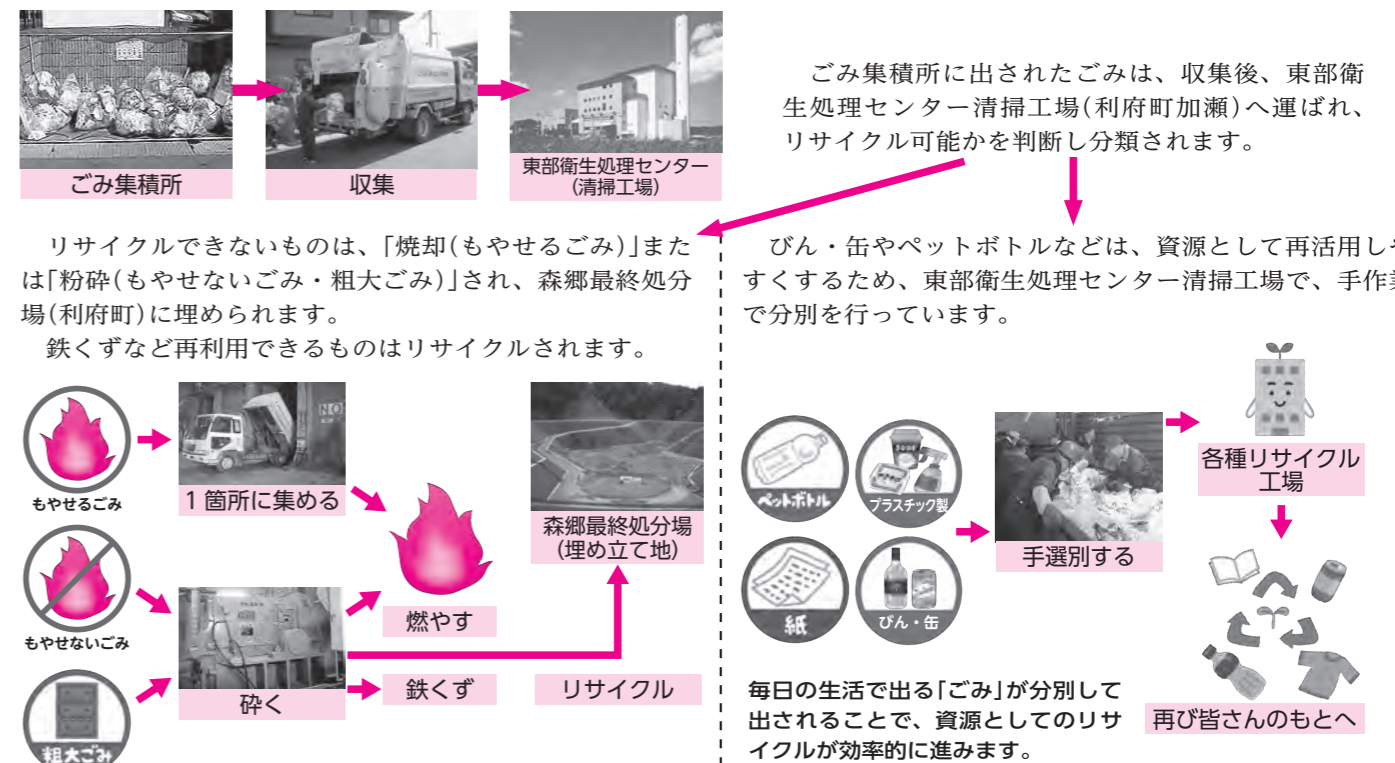 ごみ集積所
収集
東部衛生処理センター
(清掃工場)
ごみ集積所に出されたごみは、収集後、東部衛
生処理センター清掃工場(利府町加瀬)へ運ばれ、
リサイクル可能かを判断し分類されます。
リサイクルできないものは、「焼却(もやせるごみ)」また
は「粉砕(もやせないごみ・粗大ごみ)」され、森郷最終処分
場(利府町)に埋められます。
鉄くずなど再利用できるものはリサイクルされます。
もやせるごみ
1箇所に集める
NO
もやせないごみ
粗大ごみ
砕く
燃やす
鉄くず
リサイクル
森郷最終処分場
(埋め立て地)
びん・缶やペットボトルなどは、資源として再活用しや
すくするため、東部衛生処理センター清掃工場で、手作業
で分別を行っています。
ペットボトル
プラスチック製
紙
びん・缶
手選別する
各種リサイクル
工場
再び皆さんのもとへ
毎日の生活で出る「ごみ」が分別して
出されることで、資源としてのリサ
イクルが効率的に進みます。